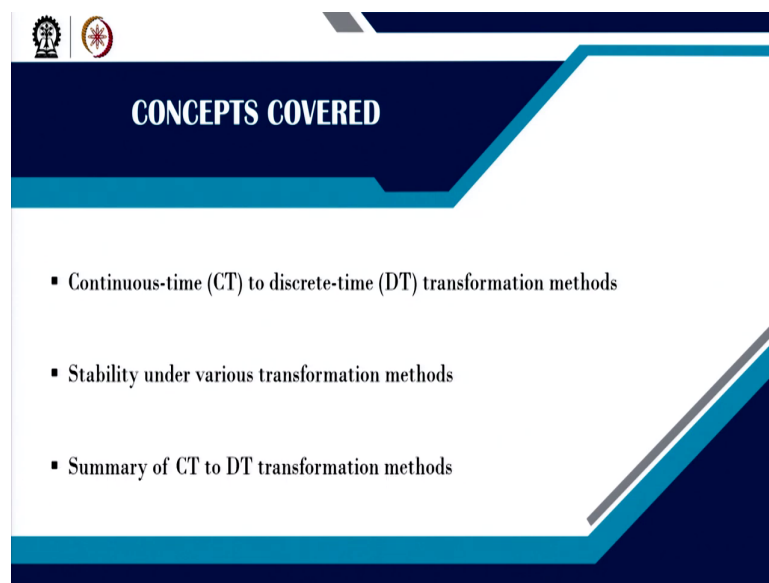 CONCEPTS COVERED
▪ Continuous-time (CT) to discrete-time (DT) transformation methods
▪ Stability under various transformation methods
▪ Summary of CT to DT transformation methods